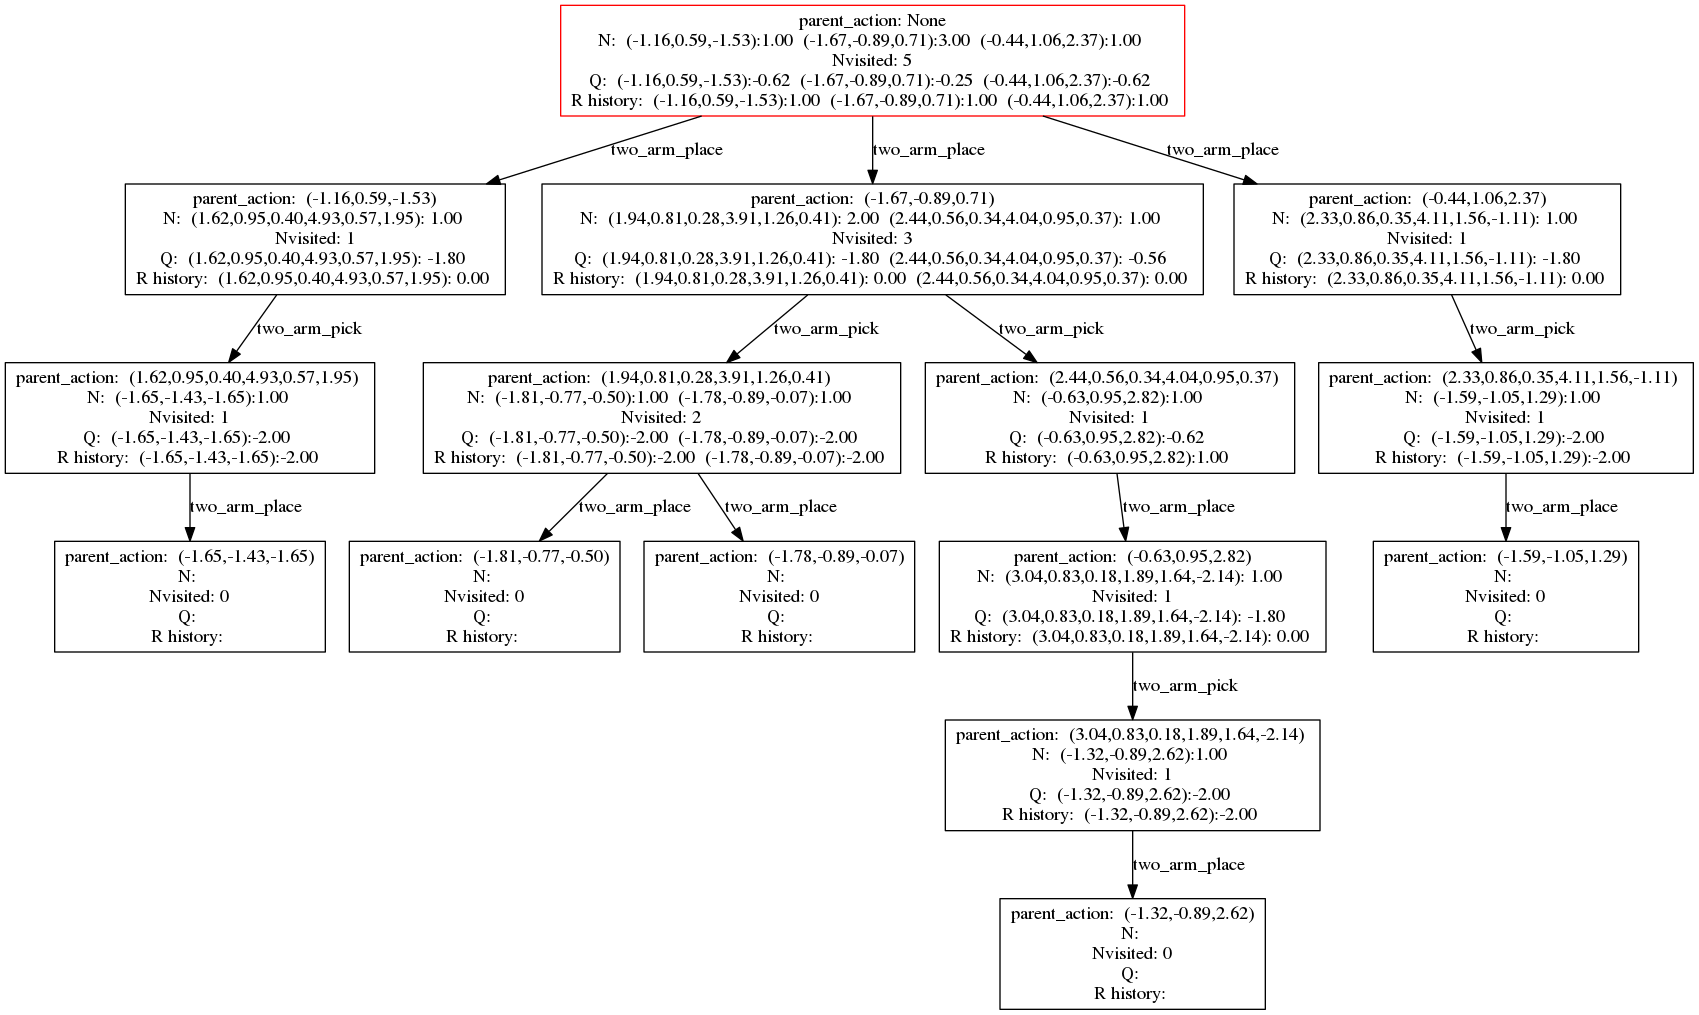 parent_action: None
N: (-1.16,0.59,-1.53):1.00 (-1.67,-0.89,0.71):3.00 (-0.44,1.06,2.37):1.00
Nvisited: 5
Q: (-1.16,0.59,-1.53):-0.62 (-1.67,-0.89,0.71):-0.25 (-0.44,1.06,2.37):-0.62
R history: (-1.16,0.59,-1.53):1.00 (-1.67,-0.89,0.71):1.00 (-0.44,1.06,2.37):1.00
two_arm_place
two_arm_place
two_arm_place
parent_action: (-1.16,0.59,-1.53)
N: (1.62,0.95,0.40,4.93,0.57,1.95): 1.00
Nvisited: 1
Q: (1.62,0.95,0.40,4.93,0.57,1.95): -1.80
R history: (1.62,0.95,0.40,4.93,0.57,1.95): 0.00
parent_action: (-1.67,-0.89,0.71)
N: (1.94,0.81,0.28,3.91,1.26,0.41): 2.00 (2.44,0.56,0.34,4.04,0.95,0.37): 1.00
Nvisited: 3
Q: (1.94,0.81,0.28,3.91,1.26,0.41): -1.80 (2.44,0.56,0.34,4.04,0.95,0.37): -0.56
R history: (1.94,0.81,0.28,3.91,1.26,0.41): 0.00 (2.44,0.56,0.34,4.04,0.95,0.37): 0.00
parent_action: (-0.44,1.06,2.37)
N: (2.33,0.86,0.35,4.11,1.56,-1.11): 1.00
Nvisited: 1
Q: (2.33,0.86,0.35,4.11,1.56,-1.11): -1.80
R history: (2.33,0.86,0.35,4.11,1.56,-1.11): 0.00
two_arm_pick
two_arm_pick
two_arm_pick
two_arm_pick
parent_action: (1.62,0.95,0.40,4.93,0.57,1.95)
N: (-1.65,-1.43,-1.65):1.00
Nvisited: 1
Q: (-1.65,-1.43,-1.65):-2.00
R history: (-1.65,-1.43,-1.65):-2.00
parent_action: (1.94,0.81,0.28,3.91,1.26,0.41)
N: (-1.81,-0.77,-0.50):1.00 (-1.78,-0.89,-0.07):1.00
Nvisited: 2
Q: (-1.81,-0.77,-0.50):-2.00 (-1.78,-0.89,-0.07):-2.00
R history: (-1.81,-0.77,-0.50):-2.00 (-1.78,-0.89,-0.07):-2.00
parent_action: (2.44,0.56,0.34,4.04,0.95,0.37)
N: (-0.63,0.95,2.82):1.00
Nvisited: 1
Q: (-0.63,0.95,2.82):-0.62
R history: (-0.63,0.95,2.82):1.00
parent_action: (2.33,0.86,0.35,4.11,1.56,-1.11)
N: (-1.59,-1.05,1.29):1.00
Nvisited: 1
Q: (-1.59,-1.05,1.29):-2.00
R history: (-1.59,-1.05,1.29):-2.00
two_arm_place
two_arm_place
two_arm_place
two_arm_place
two_arm_place
parent_action: (-1.65,-1.43,-1.65)
N:
Nvisited: 0
Q:
R history:
parent_action: (-1.81,-0.77,-0.50)
N:
Nvisited: 0
Q:
R history:
parent_action: (-1.78,-0.89,-0.07)
N:
Nvisited: 0
Q:
R history:
parent_action: (-0.63,0.95,2.82)
N: (3.04,0.83,0.18,1.89,1.64,-2.14): 1.00
Nvisited: 1
Q: (3.04,0.83,0.18,1.89,1.64,-2.14): -1.80
R history: (3.04,0.83,0.18,1.89,1.64,-2.14): 0.00
parent_action: (-1.59,-1.05,1.29)
N:
Nvisited: 0
Q:
R history:
two_arm_pick
parent_action: (3.04,0.83,0.18,1.89,1.64,-2.14)
N: (-1.32,-0.89,2.62):1.00
Nvisited: 1
Q: (-1.32,-0.89,2.62):-2.00
R history: (-1.32,-0.89,2.62):-2.00
two_arm_place
parent_action: (-1.32,-0.89,2.62)
N:
Nvisited: 0
Q:
R history: